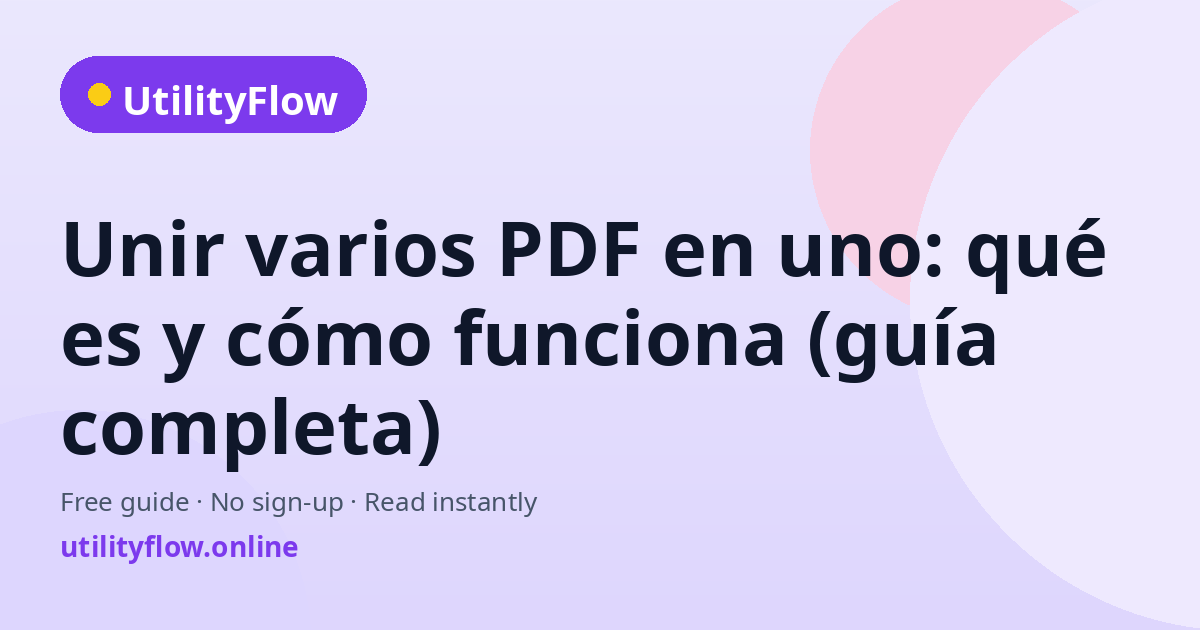 UtilityFlow
Unir varios PDF en uno: qué
es y cómo funciona (guía
completa)
Free guide · No sign-up · Read instantly
utilityflow.online